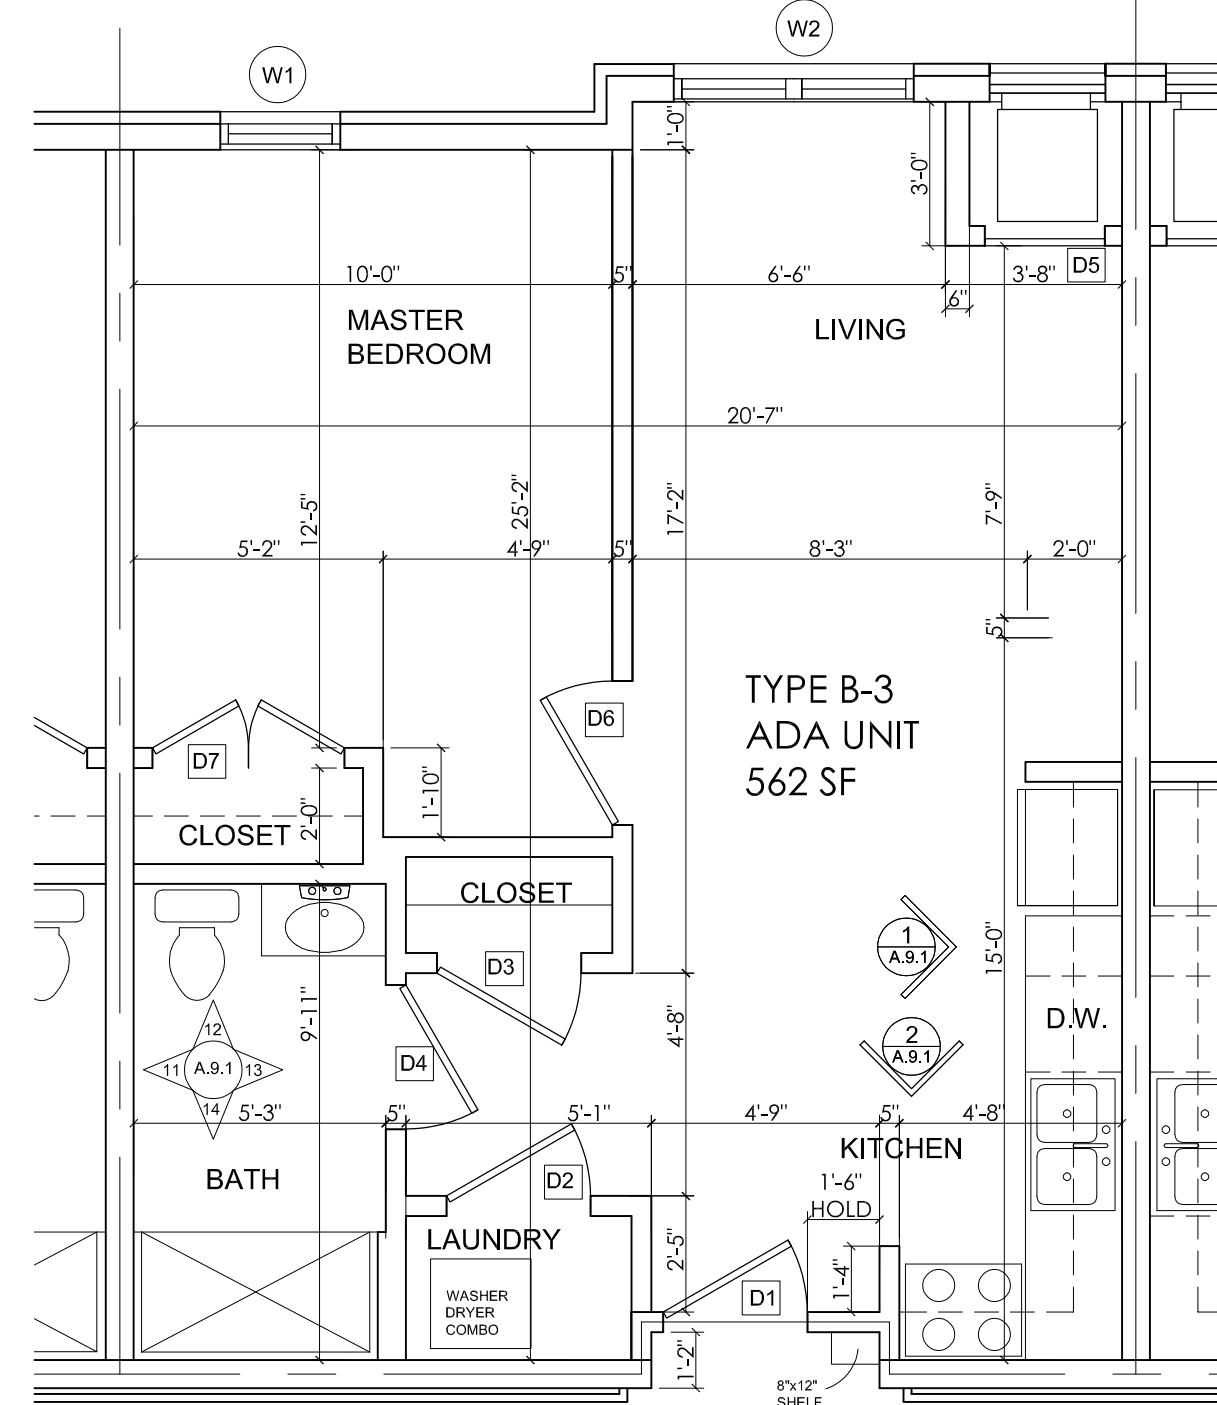 W1
W2
1'-0"
3'-0"
10'-0"
5"
6'-6"
3'-8"
D5
6"
MASTER
BEDROOM
LIVING
20'-7"
12'-5"
25'-2"
17'-2"
7'-9"
5'-2"
4'-9"
5"
8'-3"
2'-0"
5"
TYPE B-3
ADA UNIT
562 SF
D6
D7
1'-10"
2'-0"
CLOSET
CLOSET
D3
1
A.9.1
15'-0"
9'-11"
4'-8"
D.W.
2
A.9.1
12
11
A.9.1
13
14
D4
5'-3"
5"
5'-1"
4'-9"
5"
4'-8"
KITCHEN
BATH
D2
1'-6"
HOLD
LAUNDRY
2'-5"
1'-4"
WASHER
DRYER
COMBO
D1
1'-2"
8"x12"
SHELF